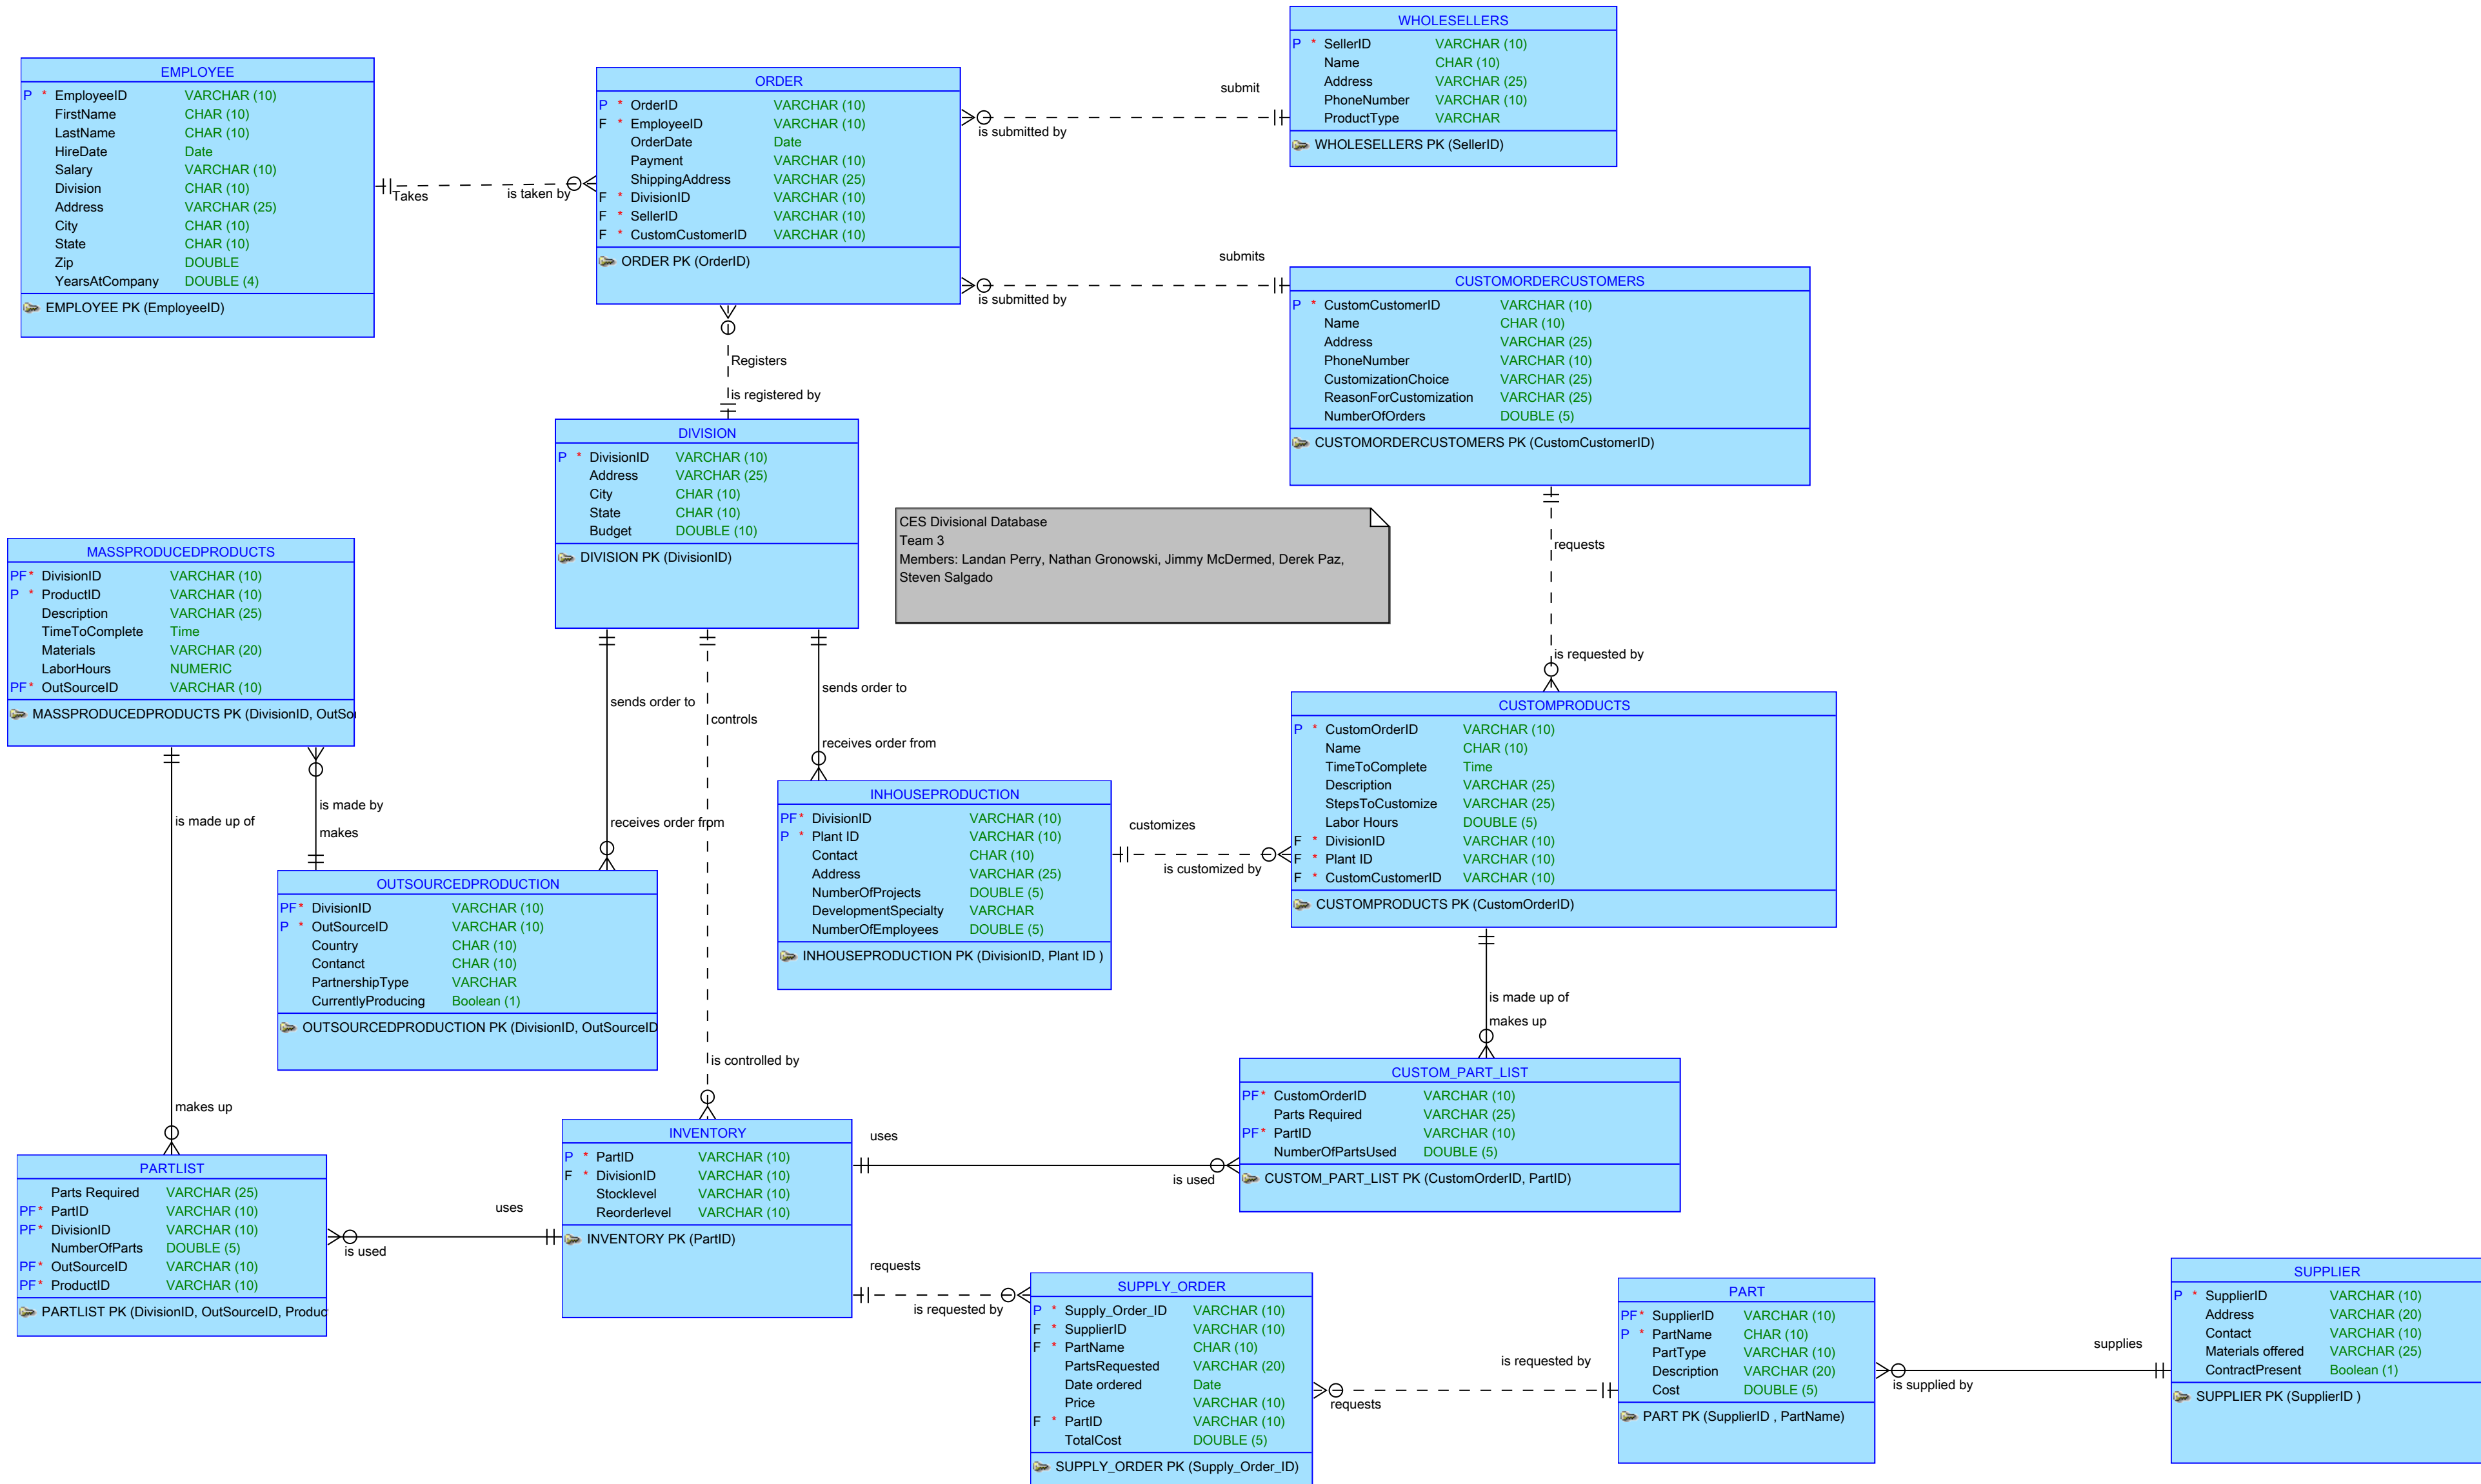 WHOLESELLERS
P * SellerID VARCHAR (10)
Name CHAR (10)
Address VARCHAR (25)
PhoneNumber VARCHAR (10)
ProductType VARCHAR
WHOLESELLERS PK (SellerID)
EMPLOYEE
P * EmployeeID VARCHAR (10)
FirstName CHAR (10)
LastName CHAR (10)
HireDate Date
Salary VARCHAR (10)
Division CHAR (10)
Address VARCHAR (25)
City CHAR (10)
State CHAR (10)
Zip DOUBLE
YearsAtCompany DOUBLE (4)
EMPLOYEE PK (EmployeeID)
Takes
is taken by
ORDER
P * OrderID VARCHAR (10)
F * EmployeeID VARCHAR (10)
OrderDate Date
Payment VARCHAR (10)
ShippingAddress VARCHAR (25)
F * DivisionID VARCHAR (10)
F * SellerID VARCHAR (10)
F * CustomCustomerID VARCHAR (10)
ORDER PK (OrderID)
submit
is submitted by
submits
is submitted by
CUSTOMORDERCUSTOMERS
P * CustomCustomerID VARCHAR (10)
Name CHAR (10)
Address VARCHAR (25)
PhoneNumber VARCHAR (10)
CustomizationChoice VARCHAR (25)
ReasonForCustomization VARCHAR (25)
NumberOfOrders DOUBLE (5)
CUSTOMORDERCUSTOMERS PK (CustomCustomerID)
Registers
is registered by
DIVISION
P * DivisionID VARCHAR (10)
Address VARCHAR (25)
City CHAR (10)
State CHAR (10)
Budget DOUBLE (10)
DIVISION PK (DivisionID)
CES Divisional Database
Team 3
Members: Landan Perry, Nathan Gronowski, Jimmy McDermed, Derek Paz,
Steven Salgado
requests
is requested by
MASSPRODUCEDPRODUCTS
PF* DivisionID VARCHAR (10)
P * ProductID VARCHAR (10)
Description VARCHAR (25)
TimeToComplete Time
Materials VARCHAR (20)
LaborHours NUMERIC
PF* OutSourceID VARCHAR (10)
MASSPRODUCEDPRODUCTS PK (DivisionID, OutSou
sends order to
receives order from
controls
is controlled by
sends order to
receives order from
is made up of
makes up
is made by
makes
OUTSOURCEDPRODUCTION
PF* DivisionID VARCHAR (10)
P * OutSourceID VARCHAR (10)
Country CHAR (10)
Contanct CHAR (10)
PartnershipType VARCHAR
CurrentlyProducing Boolean (1)
OUTSOURCEDPRODUCTION PK (DivisionID, OutSourceID
INHOUSEPRODUCTION
PF* DivisionID VARCHAR (10)
P * Plant ID VARCHAR (10)
Contact CHAR (10)
Address VARCHAR (25)
NumberOfProjects DOUBLE (5)
DevelopmentSpecialty VARCHAR
NumberOfEmployees DOUBLE (5)
INHOUSEPRODUCTION PK (DivisionID, Plant ID )
customizes
is customized by
CUSTOMPRODUCTS
P * CustomOrderID VARCHAR (10)
Name CHAR (10)
TimeToComplete Time
Description VARCHAR (25)
StepsToCustomize VARCHAR (25)
Labor Hours DOUBLE (5)
F * DivisionID VARCHAR (10)
F * Plant ID VARCHAR (10)
F * CustomCustomerID VARCHAR (10)
CUSTOMPRODUCTS PK (CustomOrderID)
is made up of
makes up
CUSTOM_PART_LIST
PF* CustomOrderID VARCHAR (10)
Parts Required VARCHAR (25)
PF* PartID VARCHAR (10)
NumberOfPartsUsed DOUBLE (5)
CUSTOM_PART_LIST PK (CustomOrderID, PartID)
PARTLIST
Parts Required VARCHAR (25)
PF* PartID VARCHAR (10)
PF* DivisionID VARCHAR (10)
NumberOfParts DOUBLE (5)
PF* OutSourceID VARCHAR (10)
PF* ProductID VARCHAR (10)
PARTLIST PK (DivisionID, OutSourceID, Produc
uses
is used
INVENTORY
P * PartID VARCHAR (10)
F * DivisionID VARCHAR (10)
Stocklevel VARCHAR (10)
Reorderlevel VARCHAR (10)
INVENTORY PK (PartID)
uses
is used
requests
is requested by
SUPPLY_ORDER
P * Supply_Order_ID VARCHAR (10)
F * SupplierID VARCHAR (10)
F * PartName CHAR (10)
PartsRequested VARCHAR (20)
Date ordered Date
Price VARCHAR (10)
F * PartID VARCHAR (10)
TotalCost DOUBLE (5)
SUPPLY_ORDER PK (Supply_Order_ID)
is requested by
requests
PART
PF* SupplierID VARCHAR (10)
P * PartName CHAR (10)
PartType VARCHAR (10)
Description VARCHAR (20)
Cost DOUBLE (5)
PART PK (SupplierID , PartName)
supplies
is supplied by
SUPPLIER
P * SupplierID VARCHAR (10)
Address VARCHAR (20)
Contact VARCHAR (10)
Materials offered VARCHAR (25)
ContractPresent Boolean (1)
SUPPLIER PK (SupplierID )